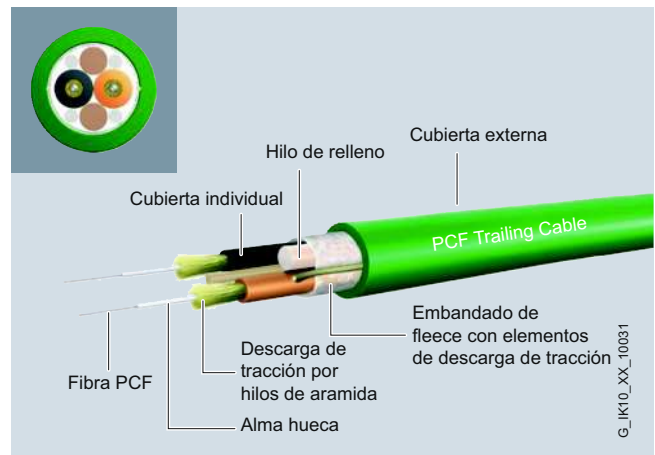 Cubierta externa
Hilo de relleno
Cubierta individual
PCF Trailing Cable
Embandado de
fleece con elementos
de descarga de tracción
Descarga de
tracción por
hilos de aramida
Fibra PCF
Alma hueca
G_IK10_XX_10031